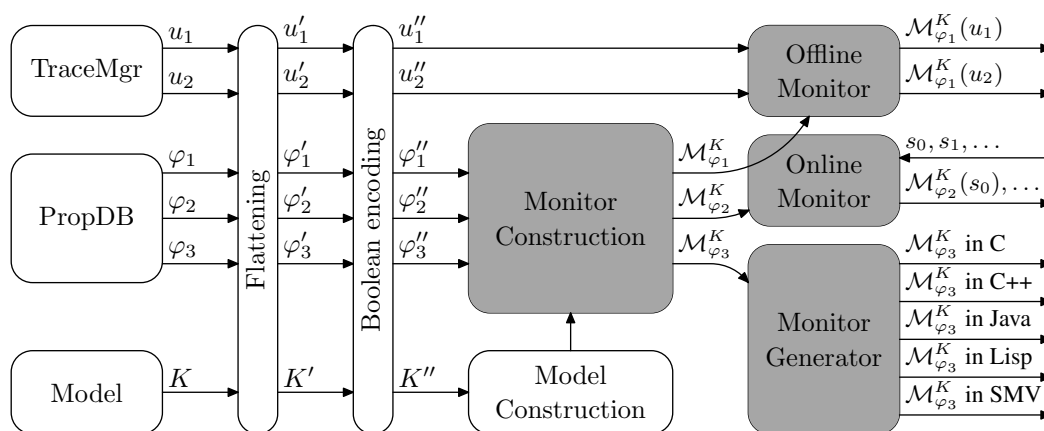 TraceMgr
u₁
u₂
u′₁
u′₂
u″₁
u″₂
Offline
Monitor
𝓜^K_φ₁(u₁)
𝓜^K_φ₁(u₂)
PropDB
φ₁
φ₂
φ₃
Flattening
φ′₁
φ′₂
φ′₃
Boolean encoding
φ″₁
φ″₂
φ″₃
Monitor
Construction
𝓜^K_φ₁
𝓜^K_φ₂
𝓜^K_φ₃
Online
Monitor
s₀, s₁, …
𝓜^K_φ₂(s₀), …
Monitor
Generator
𝓜^K_φ₃ in C
𝓜^K_φ₃ in C++
𝓜^K_φ₃ in Java
𝓜^K_φ₃ in Lisp
𝓜^K_φ₃ in SMV
Model
K
K′
K″
Model
Construction